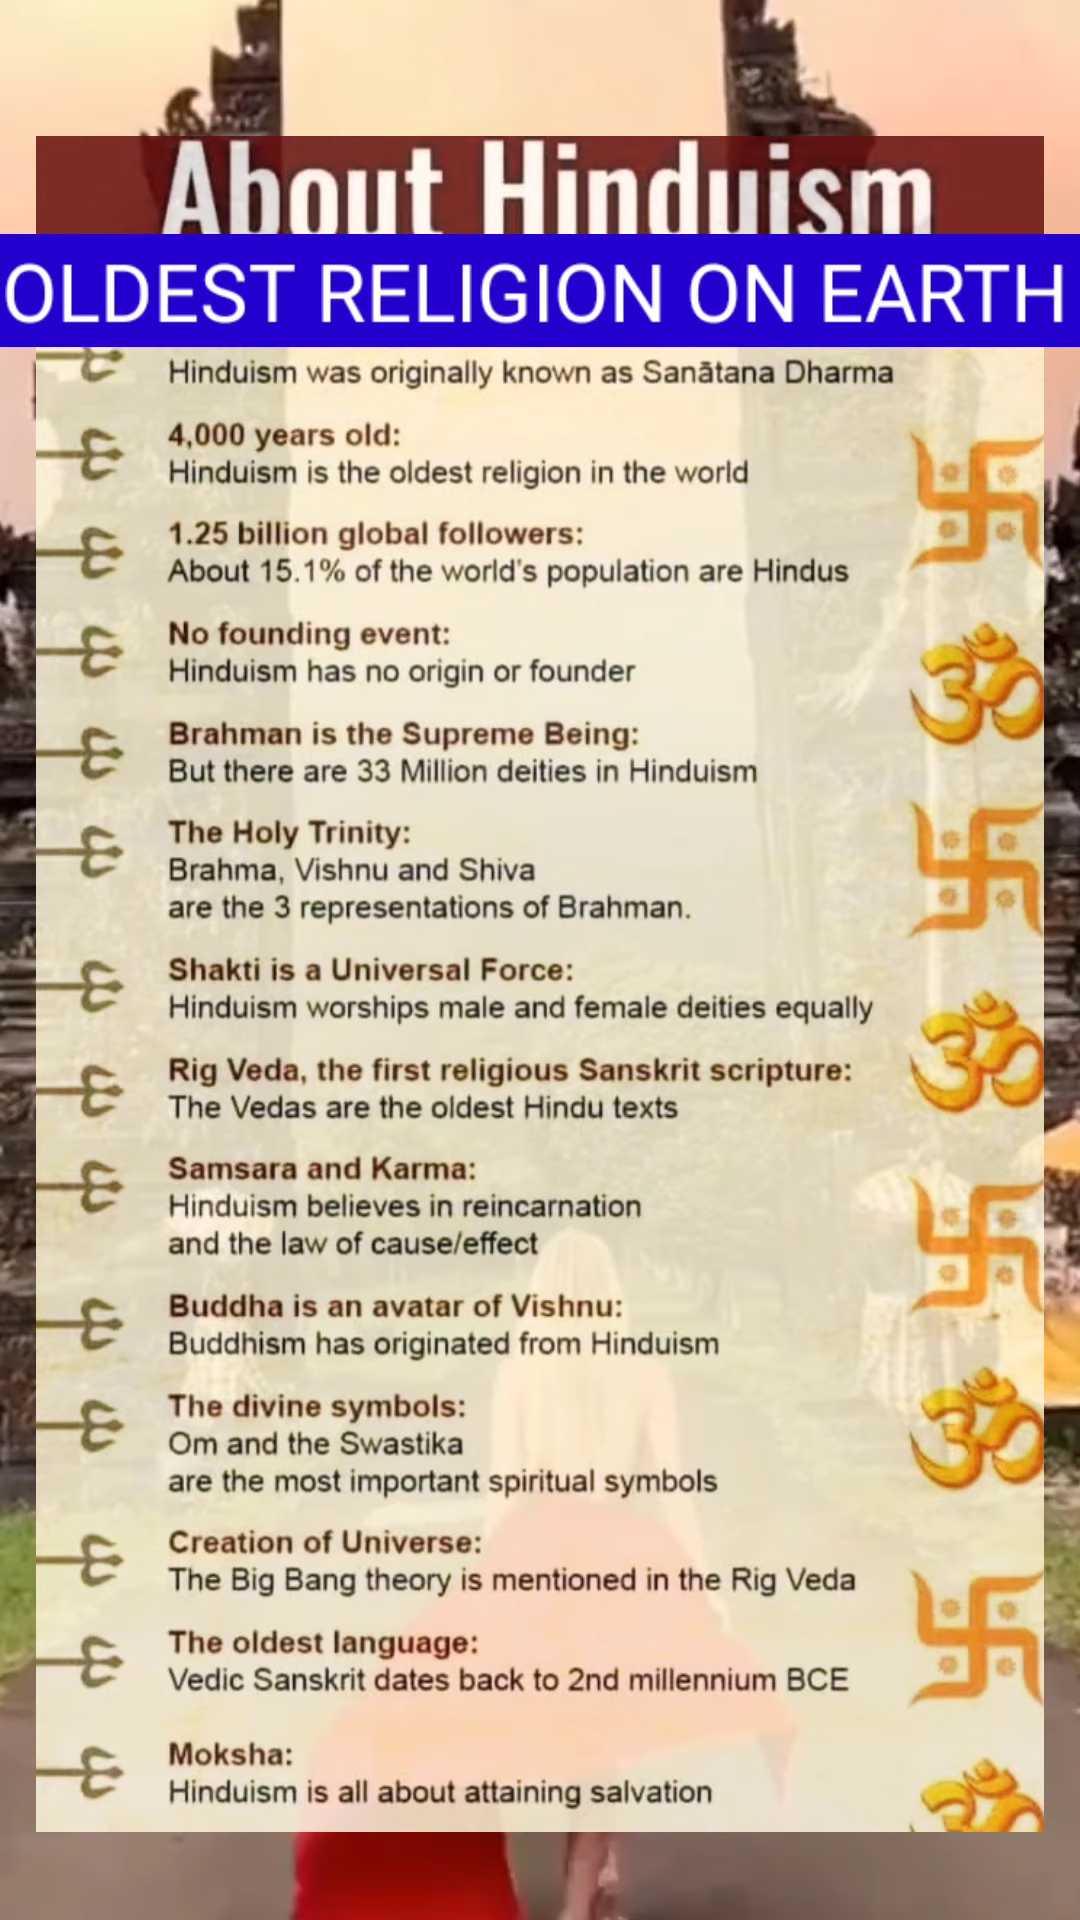 About Hinduism
OLDEST RELIGION ON EARTH
Hinduism was originally known as Sanātana Dharma
4,000 years old:
Hinduism is the oldest religion in the world
1.25 billion global followers:
About 15.1% of the world's population are Hindus
No founding event:
Hinduism has no origin or founder
Brahman is the Supreme Being:
But there are 33 Million deities in Hinduism
The Holy Trinity:
Brahma, Vishnu and Shiva
are the 3 representations of Brahman.
Shakti is a Universal Force:
Hinduism worships male and female deities equally
Rig Veda, the first religious Sanskrit scripture:
The Vedas are the oldest Hindu texts
Samsara and Karma:
Hinduism believes in reincarnation
and the law of cause/effect
Buddha is an avatar of Vishnu:
Buddhism has originated from Hinduism
The divine symbols:
Om and the Swastika
are the most important spiritual symbols
Creation of Universe:
The Big Bang theory is mentioned in the Rig Veda
The oldest language:
Vedic Sanskrit dates back to 2nd millennium BCE
Moksha:
Hinduism is all about attaining salvation
ॐ
ॐ
ॐ
ॐ